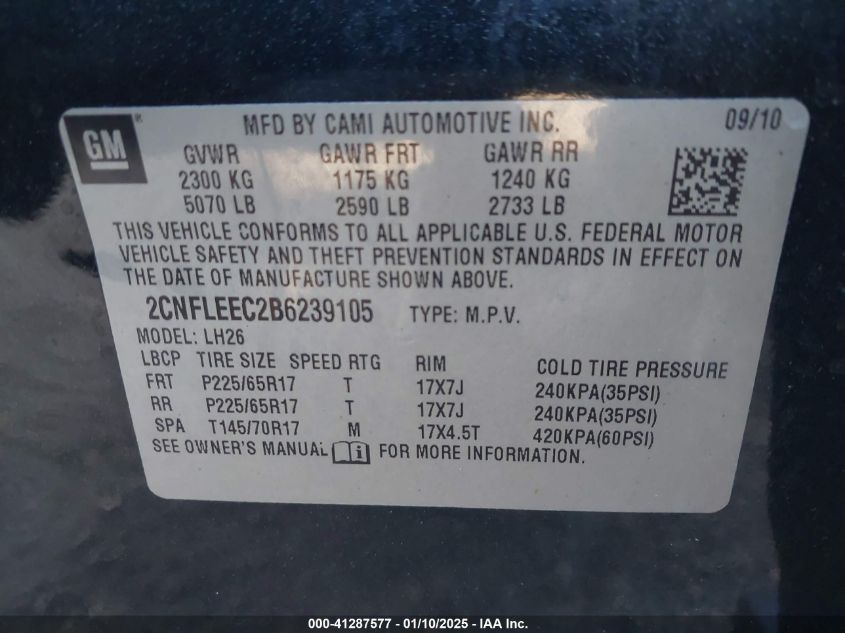 GM
MFD BY CAMI AUTOMOTIVE INC. 09/10
GVWR GAWR FRT GAWR RR
2300 KG 1175 KG 1240 KG
5070 LB 2590 LB 2733 LB
THIS VEHICLE CONFORMS TO ALL APPLICABLE U.S. FEDERAL MOTOR
VEHICLE SAFETY AND THEFT PREVENTION STANDARDS IN EFFECT ON
THE DATE OF MANUFACTURE SHOWN ABOVE.
2CNFLEEC2B6239105 TYPE: M.P.V.
MODEL: LH26
LBCP TIRE SIZE SPEED RTG RIM COLD TIRE PRESSURE
FRT P225/65R17 T 17X7J 240KPA(35PSI)
RR P225/65R17 T 17X7J 240KPA(35PSI)
SPA T145/70R17 M 17X4.5T 420KPA(60PSI)
SEE OWNER'S MANUAL FOR MORE INFORMATION.
000-41287577 - 01/10/2025 - IAA Inc.